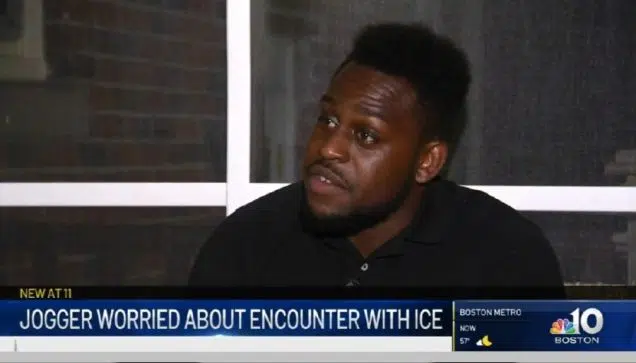 NEW AT 11
JOGGER WORRIED ABOUT ENCOUNTER WITH ICE
BOSTON METRO
NOW
57°
10
BOSTON